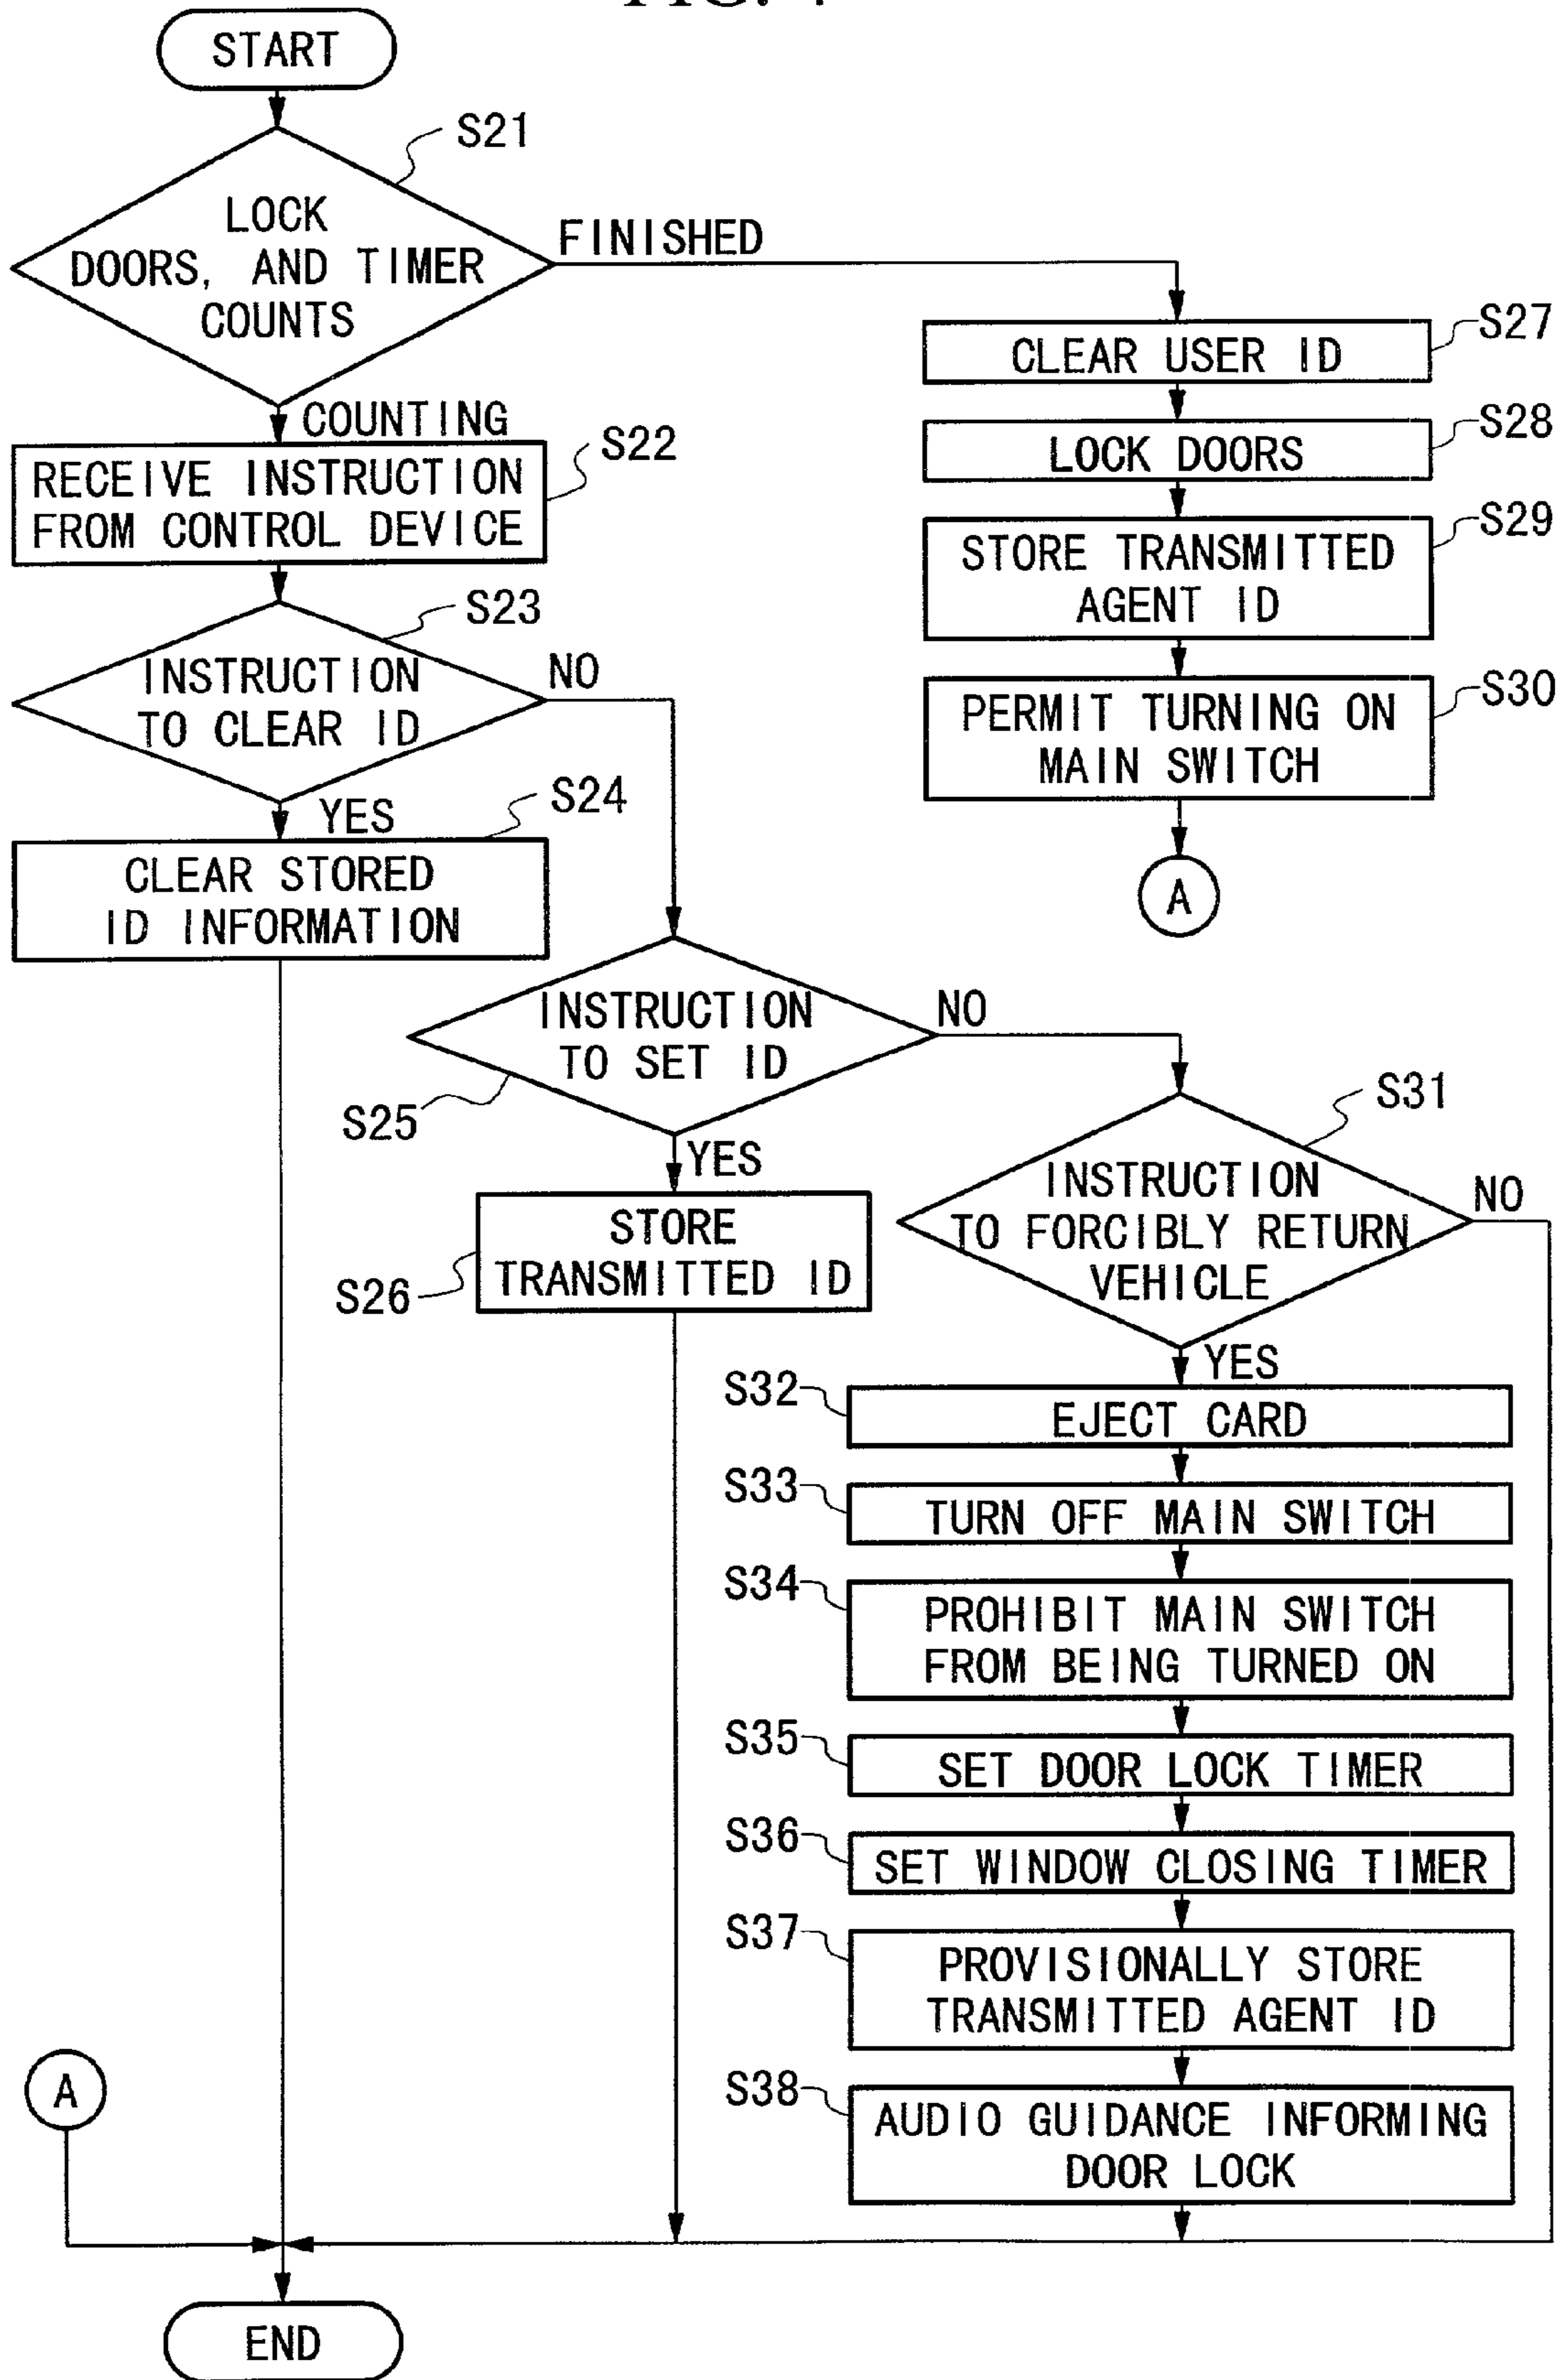 FIG.
START
S21
LOCK
DOORS, AND TIMER
COUNTS
FINISHED
COUNTING
S22
RECEIVE INSTRUCTION
FROM CONTROL DEVICE
S23
INSTRUCTION
TO CLEAR ID
NO
YES
S24
CLEAR STORED
ID INFORMATION
S27
CLEAR USER ID
S28
LOCK DOORS
S29
STORE TRANSMITTED
AGENT ID
S30
PERMIT TURNING ON
MAIN SWITCH
A
INSTRUCTION
TO SET ID
NO
S25
YES
STORE
TRANSMITTED ID
S26
S31
INSTRUCTION
TO FORCIBLY RETURN
VEHICLE
NO
YES
S32
EJECT CARD
S33
TURN OFF MAIN SWITCH
S34
PROHIBIT MAIN SWITCH
FROM BEING TURNED ON
S35
SET DOOR LOCK TIMER
S36
SET WINDOW CLOSING TIMER
S37
PROVISIONALLY STORE
TRANSMITTED AGENT ID
S38
AUDIO GUIDANCE INFORMING
DOOR LOCK
A
END